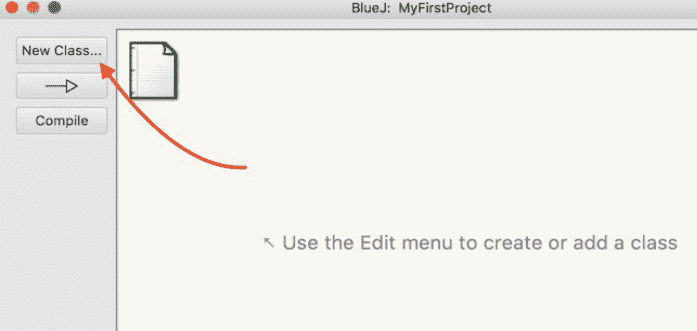 BlueJ: MyFirstProject
New Class...
Compile
Use the Edit menu to create or add a class